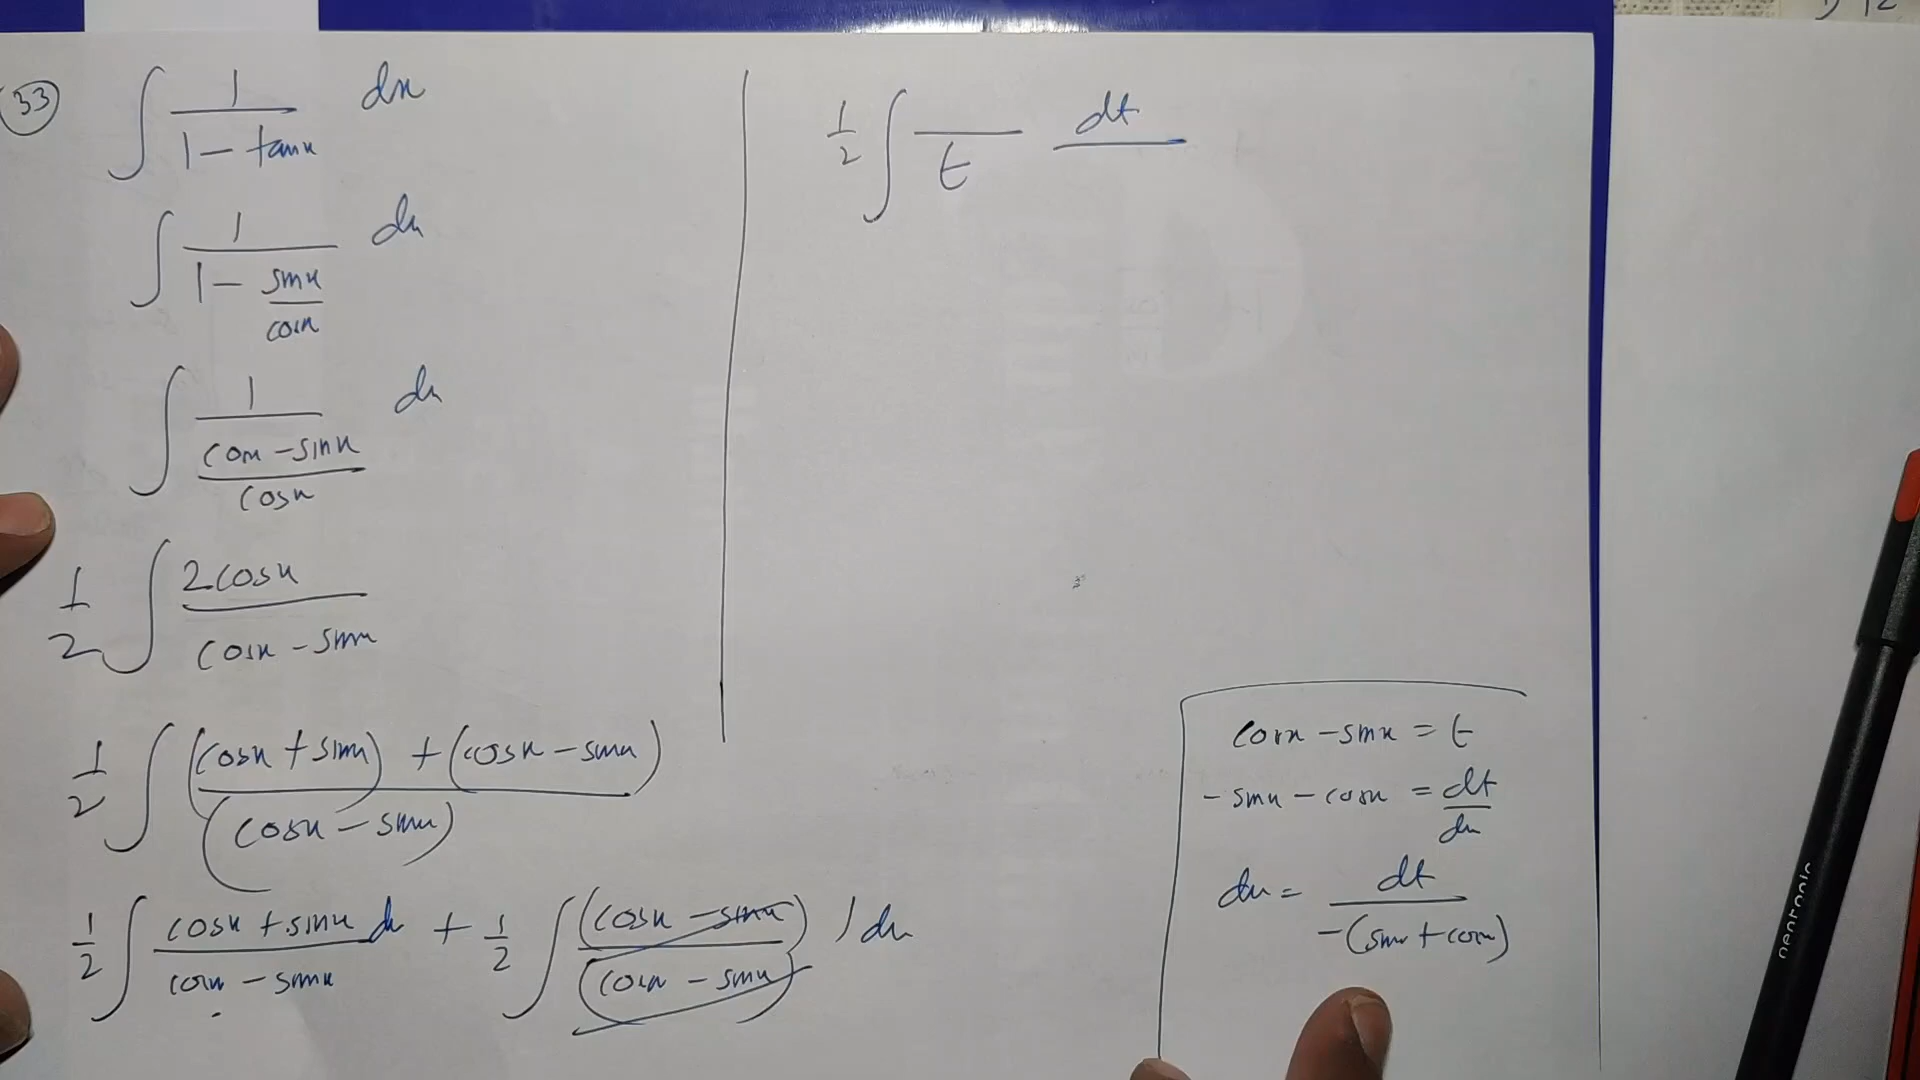 33 ∫ 1/(1 - tanx) dx
∫ 1/(1 - sinx/cosx) dx
∫ 1/((cosx - sinx)/cosx) dx
1/2 ∫ 2cosx/(cosx - sinx)
1/2 ∫ ((cosx + sinx) + (cosx - sinx))/(cosx - sinx)
1/2 ∫ (cosx + sinx)/(cosx - sinx) dx + 1/2 ∫ (cosx - sinx)/(cosx - sinx) 1 dx
1/2 ∫ /t dt/
cosx - sinx = t
- sinx - cosx = dt/dx
dx = dt/-(sinx + cosx)
neotonic